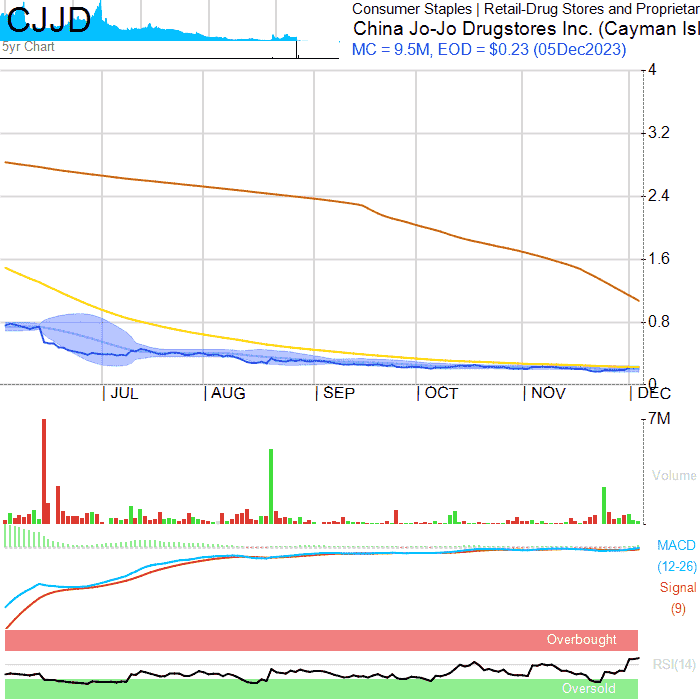 CJJD
5yr Chart
Consumer Staples | Retail-Drug Stores and Proprietar
China Jo-Jo Drugstores Inc. (Cayman Isl
MC = 9.5M, EOD = $0.23 (05Dec2023)
4
3.2
2.4
1.6
0.8
0
| JUL | AUG | SEP | OCT | NOV | DEC
7M
Volume
MACD
(12-26)
Signal
(9)
Overbought
RSI(14)
Oversold